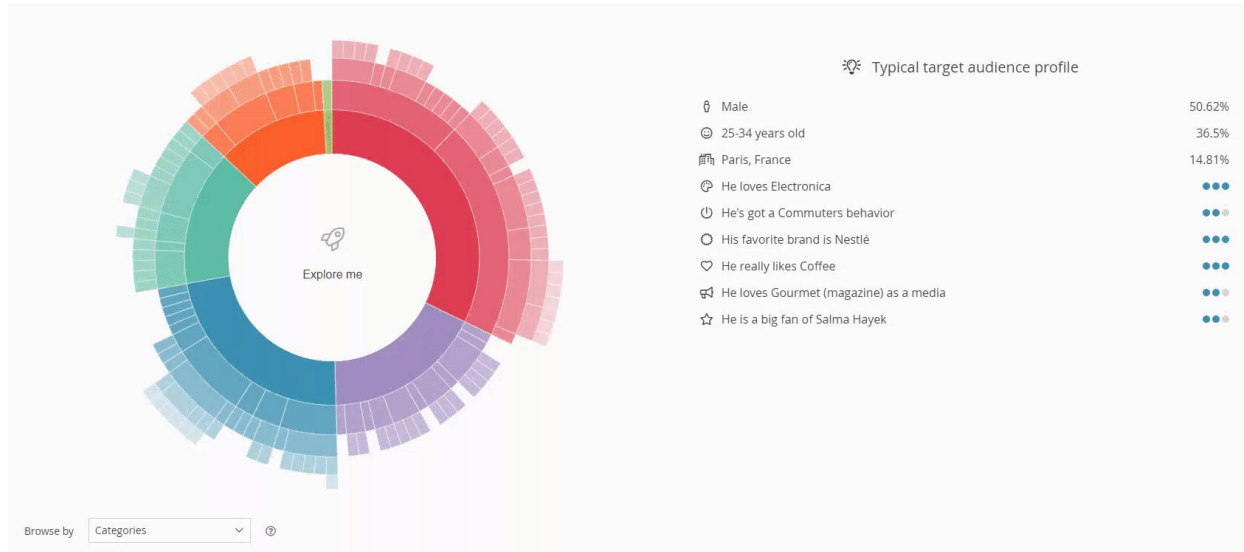 Typical target audience profile
Male 50.62%
25-34 years old 36.5%
Paris, France 14.81%
He loves Electronica
He's got a Commuters behavior
His favorite brand is Nestlé
He really likes Coffee
He loves Gourmet (magazine) as a media
He is a big fan of Salma Hayek
Explore me
Browse by Categories